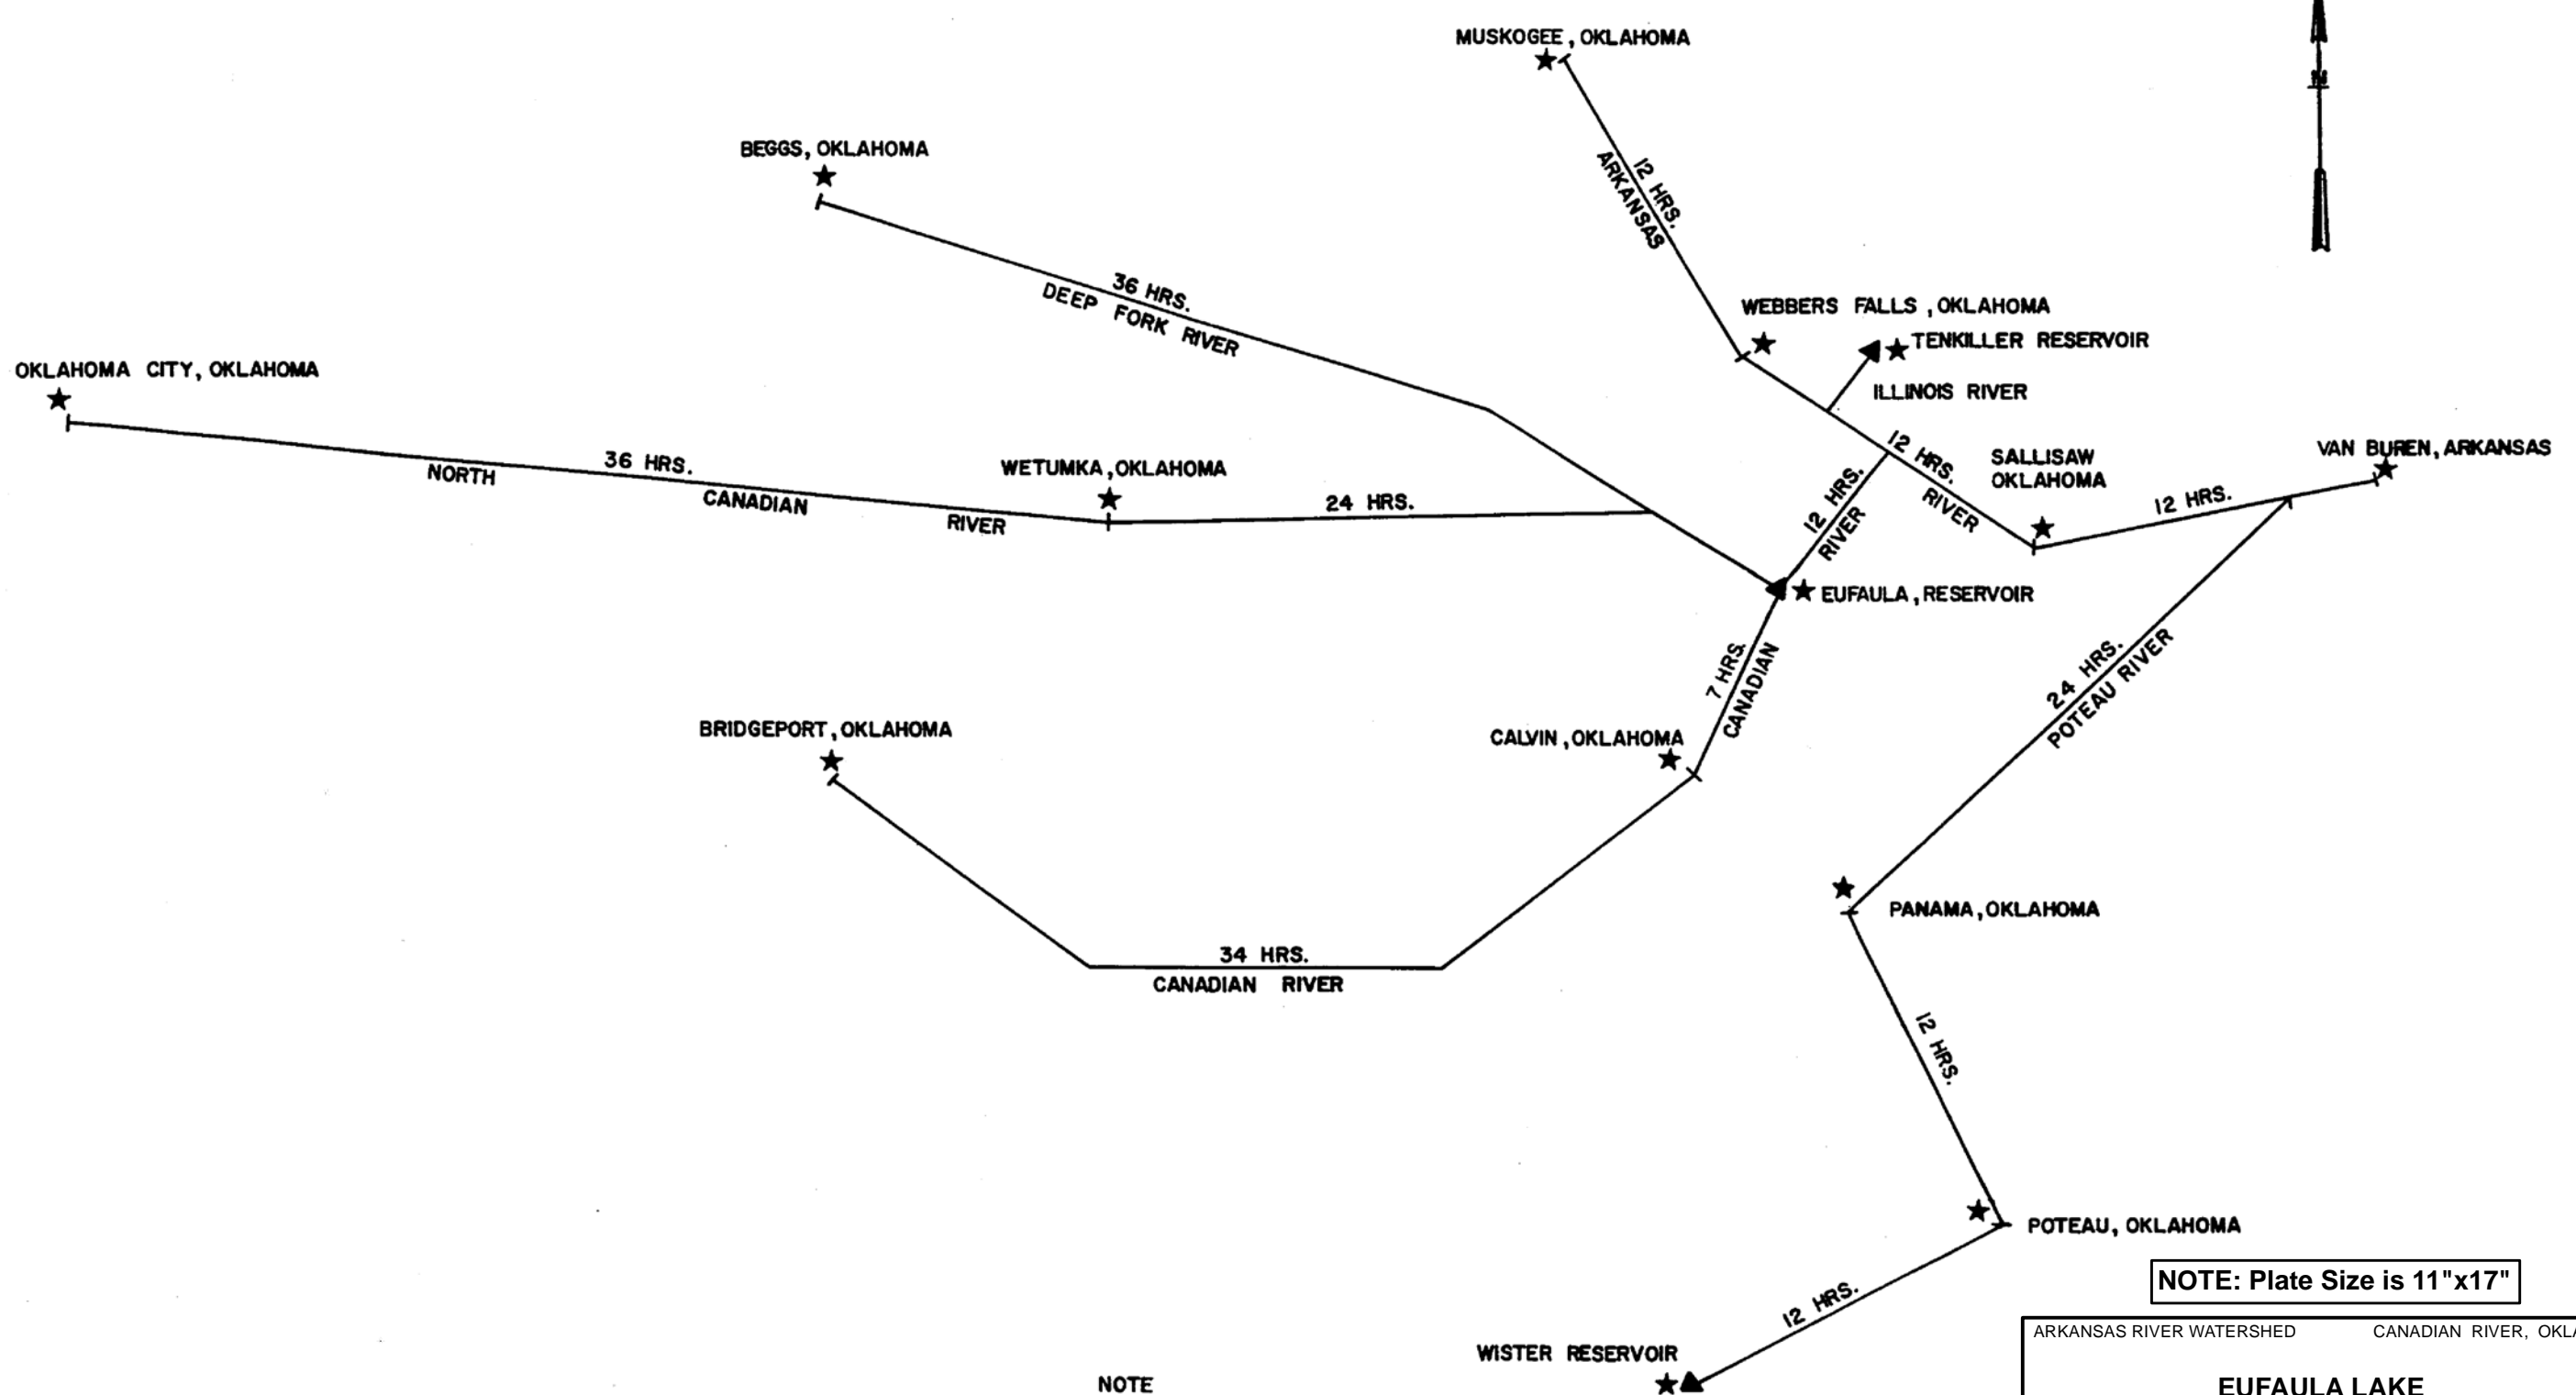 MUSKOGEE, OKLAHOMA
N
BEGGS, OKLAHOMA
12 HRS.
ARKANSAS
36 HRS.
DEEP FORK RIVER
WEBBERS FALLS, OKLAHOMA
TENKILLER RESERVOIR
ILLINOIS RIVER
OKLAHOMA CITY, OKLAHOMA
36 HRS.
NORTH CANADIAN RIVER
WETUMKA, OKLAHOMA
24 HRS.
12 HRS.
RIVER
12 HRS.
RIVER
SALLISAW
OKLAHOMA
12 HRS.
VAN BUREN, ARKANSAS
EUFAULA, RESERVOIR
7 HRS.
CANADIAN
24 HRS.
POTEAU RIVER
BRIDGEPORT, OKLAHOMA
CALVIN, OKLAHOMA
34 HRS.
CANADIAN RIVER
PANAMA, OKLAHOMA
12 HRS.
POTEAU, OKLAHOMA
12 HRS.
WISTER RESERVOIR
NOTE
NOTE: Plate Size is 11"x17"
ARKANSAS RIVER WATERSHED CANADIAN RIVER,
EUFAULA LAKE